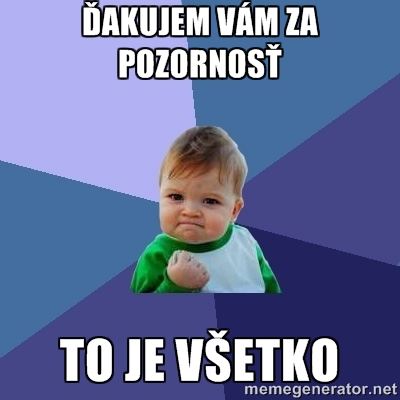 ĎAKUJEM VÁM ZA
POZORNOSŤ
TO JE VŠETKO
memegenerator.net